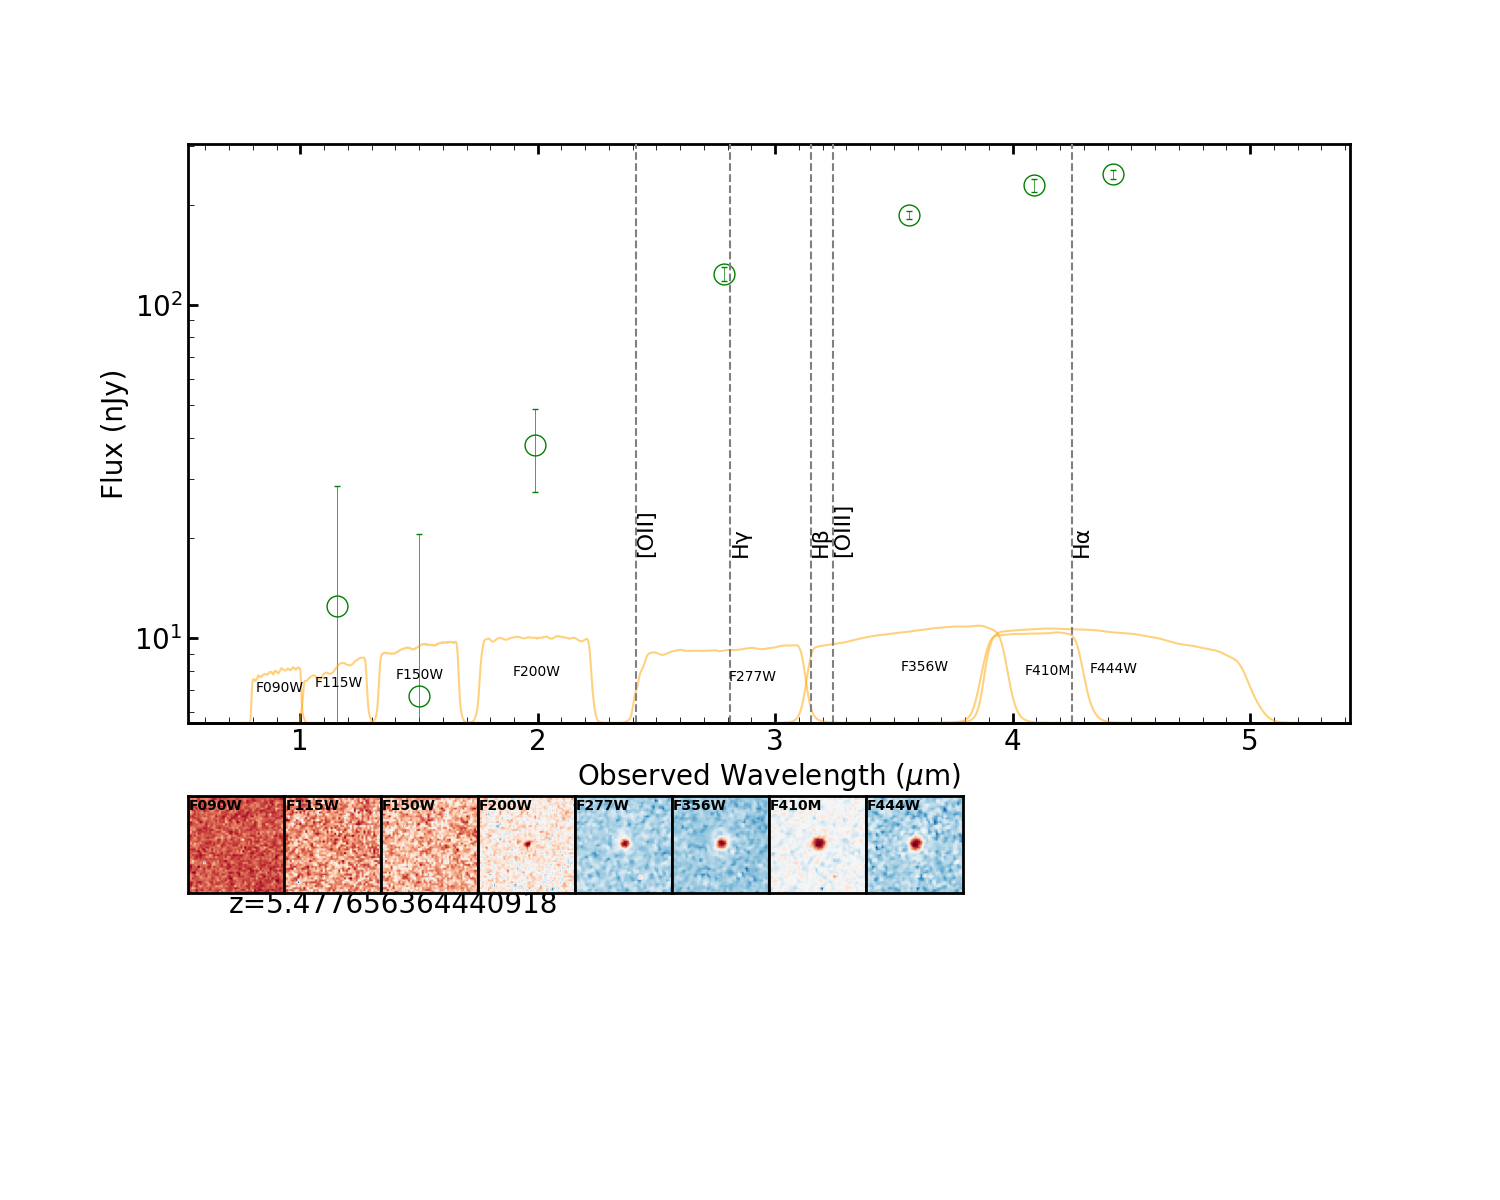 Flux (nJy)
10²
10¹
[OII]
Hγ
Hβ
[OIII]
Hα
F090W
F115W
F150W
F200W
F277W
F356W
F410M
F444W
1
2
3
4
5
Observed Wavelength (μm)
F090W
F115W
F150W
F200W
F277W
F356W
F410M
F444W
z=5.477656364440918